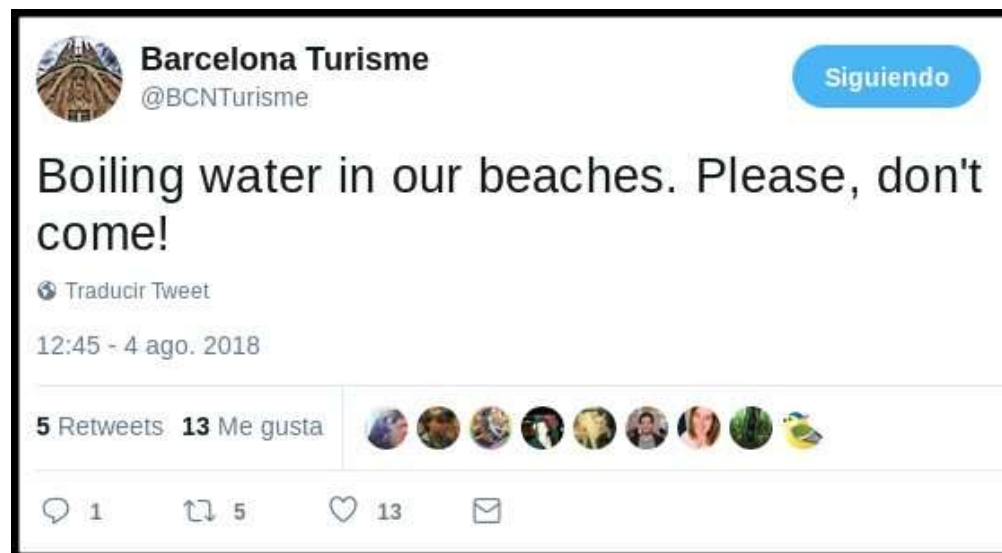 Barcelona Turisme
@BCNTurisme
Siguiendo
Boiling water in our beaches. Please, don't
come!
Traducir Tweet
12:45 - 4 ago. 2018
5 Retweets 13 Me gusta
1 5 13